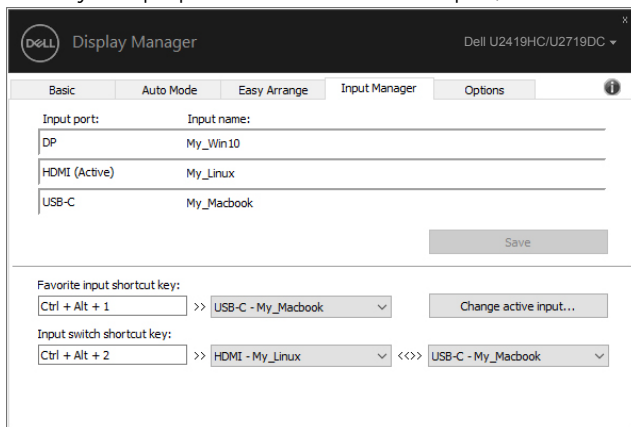 DELL Display Manager Dell U2419HC/U2719DC
x
Basic Auto Mode Easy Arrange Input Manager Options
Input port: Input name:
DP My_Win10
HDMI (Active) My_Linux
USB-C My_Macbook
Save
Favorite input shortcut key:
Ctrl + Alt + 1 >> USB-C - My_Macbook Change active input...
Input switch shortcut key:
Ctrl + Alt + 2 >> HDMI - My_Linux <<>> USB-C - My_Macbook